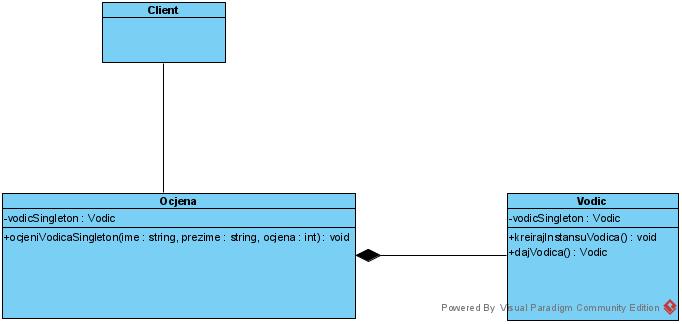 Client
Ocjena
-vodicSingleton : Vodic
+ocjeniVodicaSingleton(ime : string, prezime : string, ocjena : int) : void
Vodic
-vodicSingleton : Vodic
+kreirajInstansuVodica() : void
+dajVodica() : Vodic
Powered By Visual Paradigm Community Edition